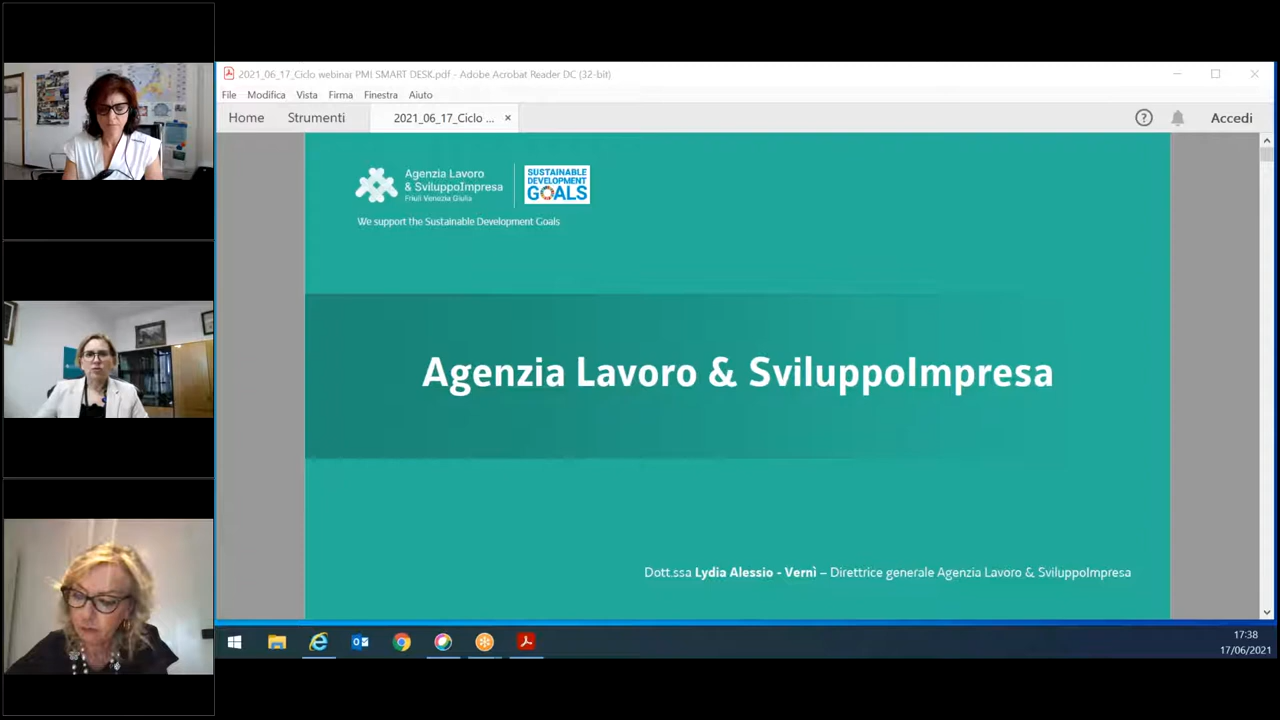 2021_06_17_Ciclo webinar PMI SMART DESK.pdf - Adobe Acrobat Reader DC (32-bit)
File Modifica Vista Firma Finestra Aiuto
Home Strumenti 2021_06_17_Ciclo ... × Accedi
Agenzia Lavoro
& SviluppoImpresa
Friuli Venezia Giulia
SUSTAINABLE
DEVELOPMENT
GOALS
We support the Sustainable Development Goals
Agenzia Lavoro & SviluppoImpresa
Dott.ssa Lydia Alessio - Vernì – Direttrice generale Agenzia Lavoro & SviluppoImpresa
17:38
17/06/2021